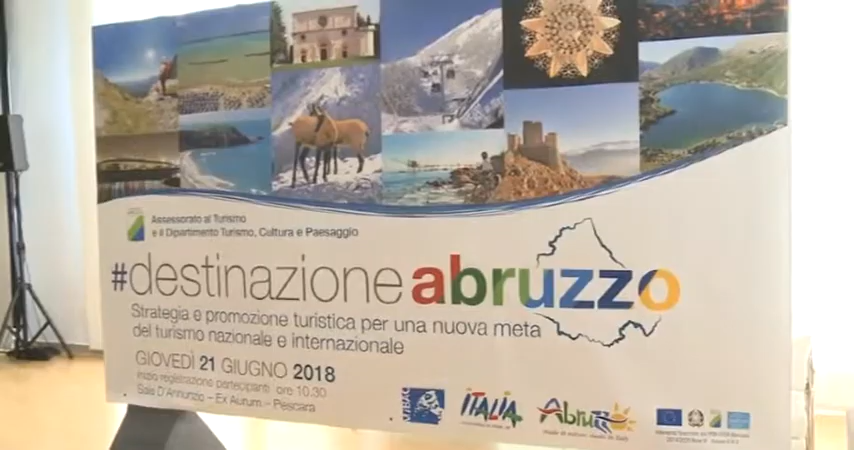 Assessorato al Turismo
e il Dipartimento Turismo, Cultura e Paesaggio
#destinazioneabruzzo
Strategia e promozione turistica per una nuova meta
del turismo nazionale e internazionale
GIOVEDÌ 21 GIUGNO 2018
Inizio registrazione partecipanti ore 10.30
Sala D'Annunzio - Ex Aurum - Pescara
ITALIA
Abruzzo